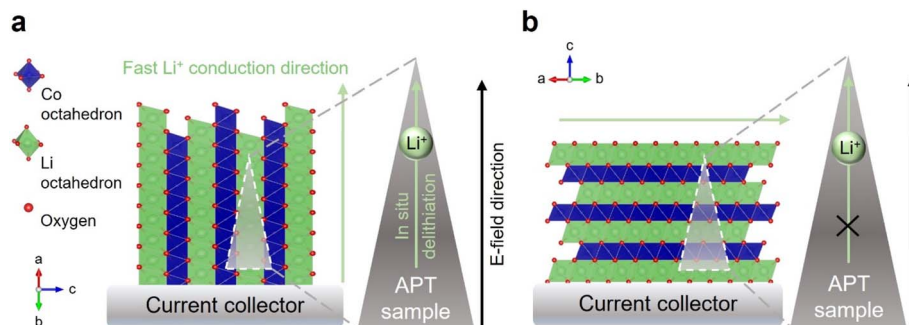 a
b
Co
octahedron
Li
octahedron
Oxygen
a
c
b
Fast Li⁺ conduction direction
Current collector
Li⁺
In situ
delithiation
APT
sample
E-field direction
c
a
b
Current collector
Li⁺
APT
sample